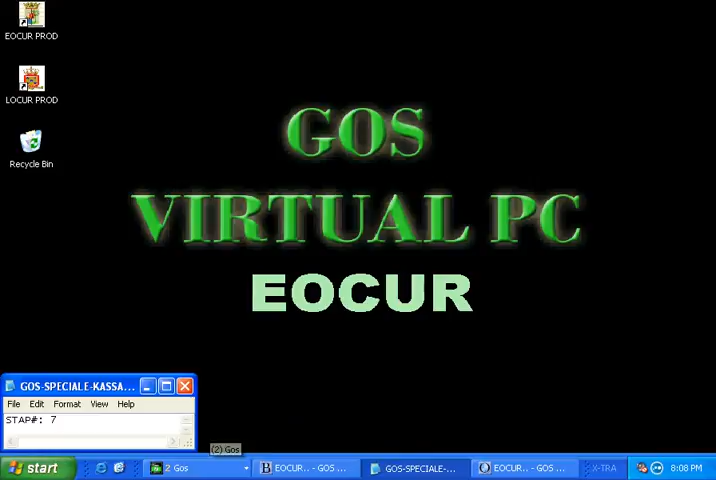 EOCUR PROD
LOCUR PROD
Recycle Bin
GOS
VIRTUAL PC
EOCUR
GOS-SPECIALE-KASSA...
File Edit Format View Help
STAP#: 7
(2) Gos
start
2 Gos
EOCUR.. - GOS ...
GOS-SPECIALE-...
EOCUR.. - GOS ...
X-TRA
8:08 PM